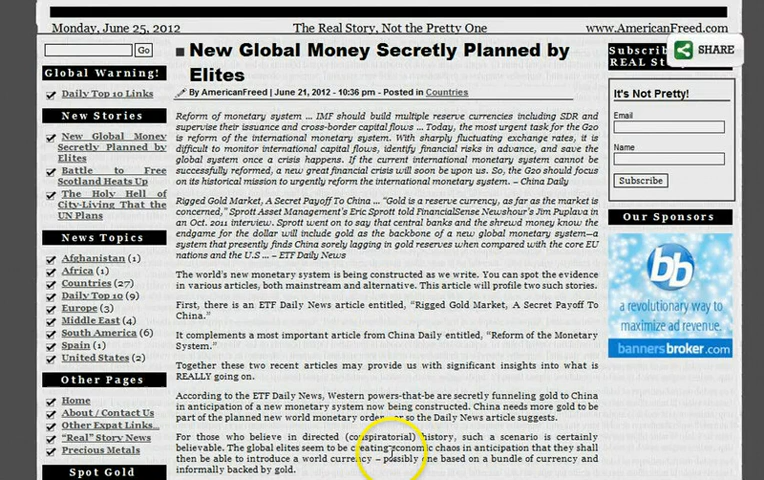 Monday, June 25, 2012
The Real Story, Not the Pretty One
www.AmericanFreed.com
Go
Global Warning!
Daily Top 10 Links
New Stories
New Global Money
Secretly Planned by
Elites
Battle to Free
Scotland Heats Up
The Holy Hell of
City-Living That the
UN Plans
News Topics
Afghanistan (1)
Africa (1)
Countries (27)
Daily Top 10 (9)
Europe (3)
Middle East (4)
South America (6)
Spain (1)
United States (2)
Other Pages
Home
About / Contact Us
Other Expat Links...
"Real" Story News
Precious Metals
Spot Gold
New Global Money Secretly Planned by
Elites
By AmericanFreed | June 21, 2012 - 10:36 pm - Posted in Countries
Reform of monetary system ... IMF should build multiple reserve currencies including SDR and
supervise their issuance and cross-border capital flows ... Today, the most urgent task for the G20
is reform of the international monetary system. With sharply fluctuating exchange rates, it is
difficult to monitor international capital flows, identify financial risks in advance, and save the
global system once a crisis happens. If the current international monetary system cannot be
successfully reformed, a new great financial crisis will soon be upon us. So, the G20 should focus
on its historical mission to urgently reform the international monetary system. – China Daily
Rigged Gold Market, A Secret Payoff To China ... "Gold is a reserve currency, as far as the market is
concerned," Sprott Asset Management's Eric Sprott told FinancialSense Newshour's Jim Puplava in
an Oct. 2011 interview. Sprott went on to say that central banks and the shrewd money know the
endgame for the dollar will include gold as the backbone of a new global monetary system–a
system that presently finds China sorely lagging in gold reserves when compared with the core EU
nations and the U.S ... – ETF Daily News
The world's new monetary system is being constructed as we write. You can spot the evidence
in various articles, both mainstream and alternative. This article will profile two such stories.
First, there is an ETF Daily News article entitled, "Rigged Gold Market, A Secret Payoff To
China."
It complements a most important article from China Daily entitled, "Reform of the Monetary
System."
Together these two recent articles may provide us with significant insights into what is
REALLY going on.
According to the ETF Daily News, Western powers-that-be are secretly funneling gold to China
in anticipation of a new monetary system now being constructed. China needs more gold to be
part of the planned new world monetary order, or so the Daily News article suggests.
For those who believe in directed (conspiratorial) history, such a scenario is certainly
believable. The global elites seem to be creating economic chaos in anticipation that they shall
then be able to introduce a world currency – possibly one based on a bundle of currency and
informally backed by gold.
SHARE
It's Not Pretty!
Email
Name
Subscribe
Our Sponsors
bb
a revolutionary way to
maximize ad revenue.
bannersbroker.com